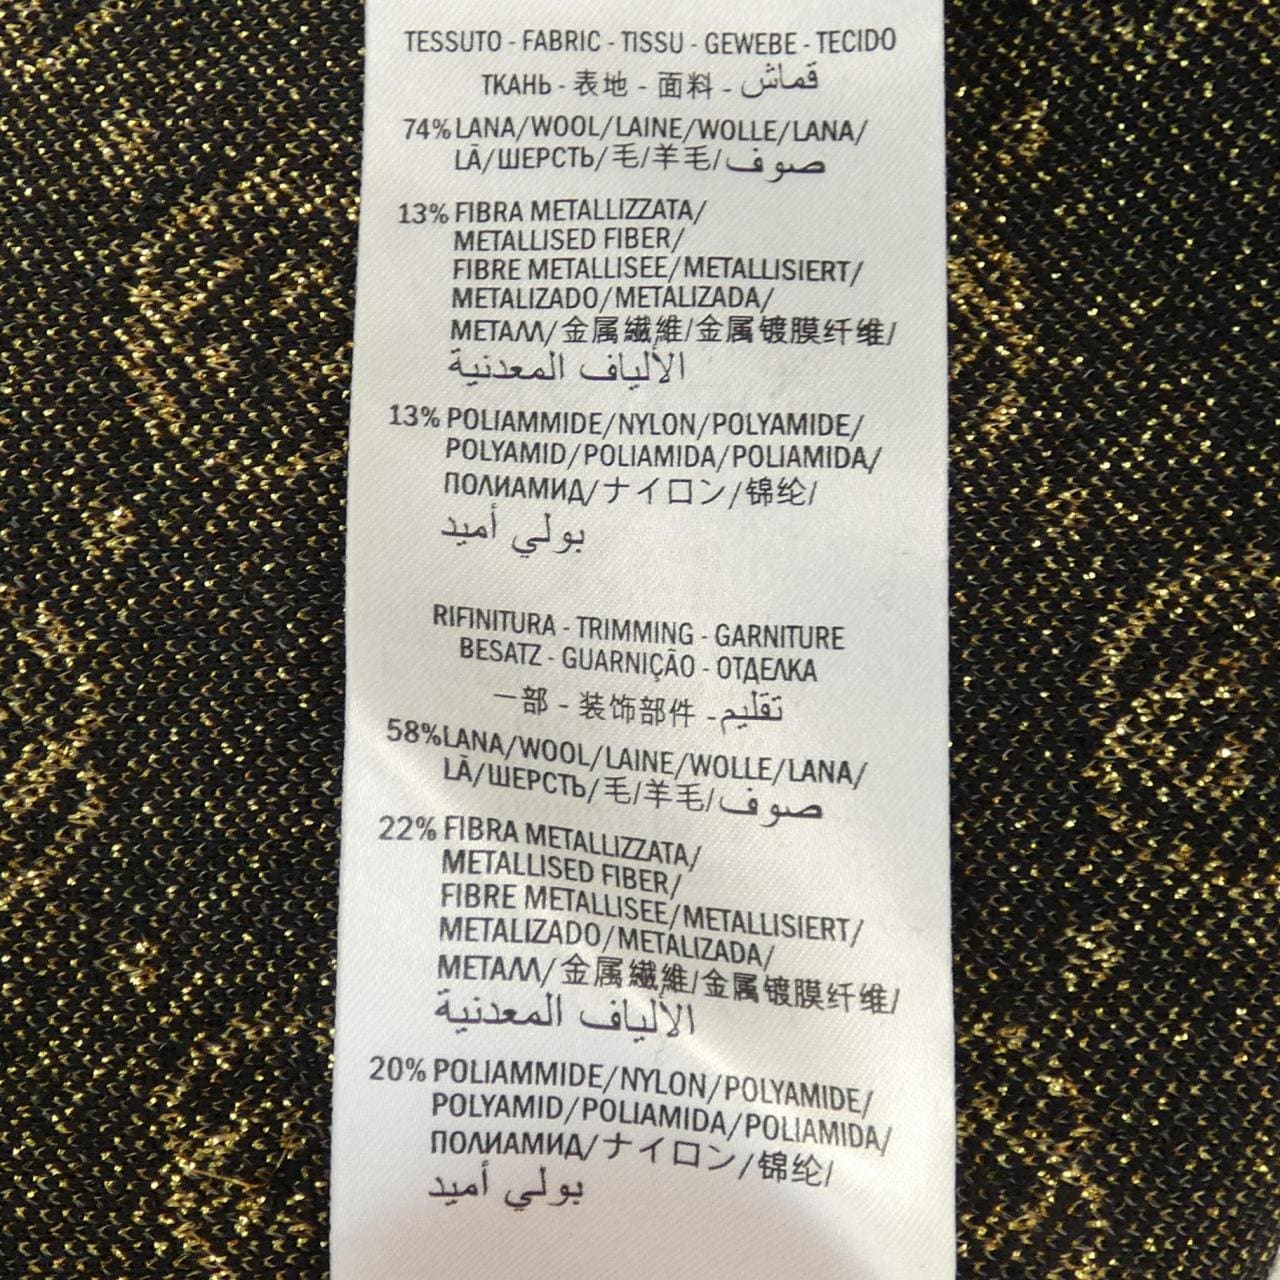 TESSUTO - FABRIC - TISSU - GEWEBE - TECIDO
ТКАНЬ - 表地 - 面料 - قماش
74% LANA/WOOL/LAINE/WOLLE/LANA/
LÃ/ШЕРСТЬ/毛/羊毛/صوف
13% FIBRA METALLIZZATA/
METALLISED FIBER/
FIBRE METALLISEE/METALLISIERT/
METALIZADO/METALIZADA/
МЕТАЛЛ/金属繊維/金属镀膜纤维/
الألياف المعدنية
13% POLIAMMIDE/NYLON/POLYAMIDE/
POLYAMID/POLIAMIDA/POLIAMIDA/
ПОЛИАМИД/ナイロン/锦纶/
بولي أميد
RIFINITURA - TRIMMING - GARNITURE
BESATZ - GUARNIÇÃO - ОТДЕЛКА
一部 - 装饰部件 - تقليم
58% LANA/WOOL/LAINE/WOLLE/LANA/
LÃ/ШЕРСТЬ/毛/羊毛/صوف
22% FIBRA METALLIZZATA/
METALLISED FIBER/
FIBRE METALLISEE/METALLISIERT/
METALIZADO/METALIZADA/
МЕТАЛЛ/金属繊維/金属镀膜纤维/
الألياف المعدنية
20% POLIAMMIDE/NYLON/POLYAMIDE/
POLYAMID/POLIAMIDA/POLIAMIDA/
ПОЛИАМИД/ナイロン/锦纶/
بولي أميد